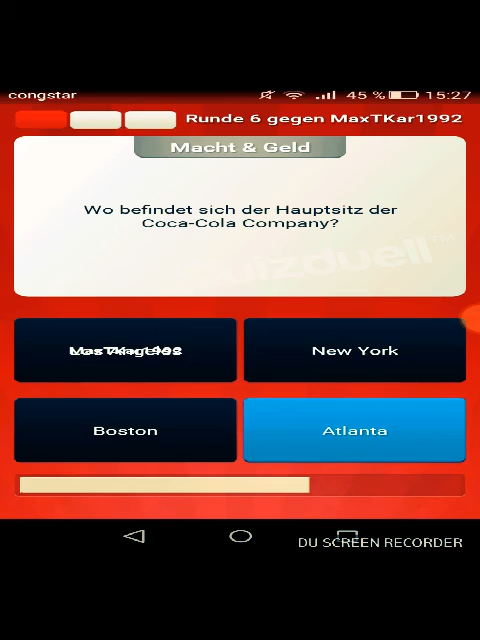 congstar 45 % 15:27
Runde 6 gegen MaxTKar1992
Macht & Geld
Wo befindet sich der Hauptsitz der
Coca-Cola Company?
quizduell™
New York
Boston
Atlanta
DU SCREEN RECORDER